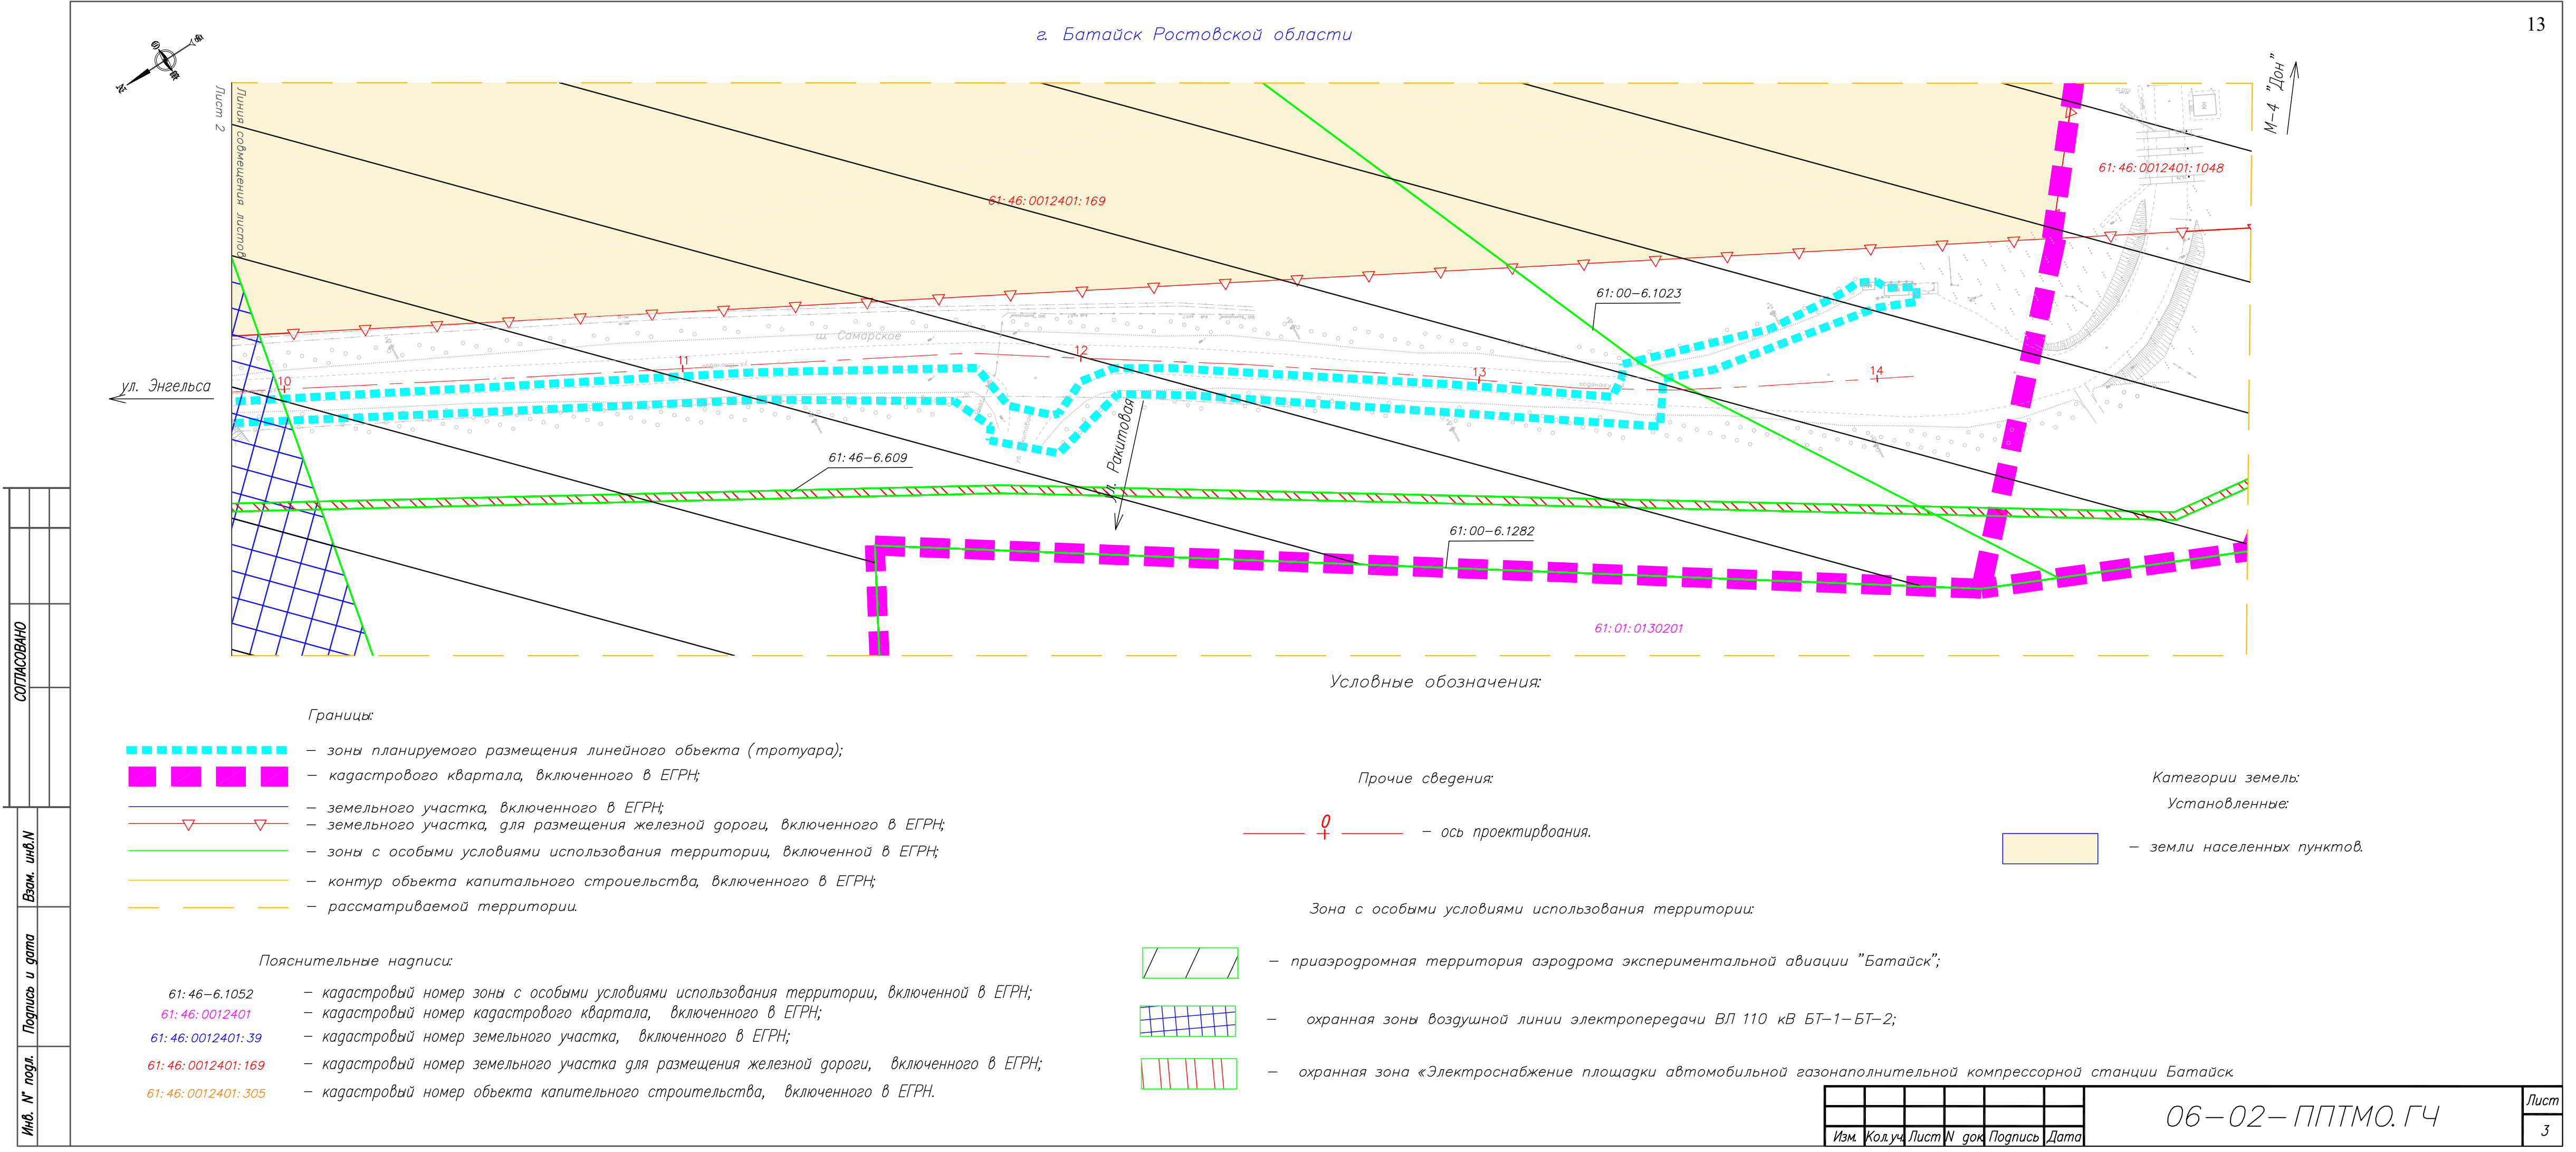 13
г. Батайск Ростовской области
N
Лист 2
Линия совмещения листов
М-4 "Дон"
61:46:0012401:1048
61:46:0012401:169
61:00-6.1023
ш. Самарское
ул. Энгельса
10
11
12
13
14
ул. Ракитовая
61:46-6.609
61:00-6.1282
61:01:0130201
Условные обозначения:
Границы:
- зоны планируемого размещения линейного объекта (тротуара);
- кадастрового квартала, включенного в ЕГРН;
- земельного участка, включенного в ЕГРН;
- земельного участка, для размещения железной дороги, включенного в ЕГРН;
- зоны с особыми условиями использования территории, включенной в ЕГРН;
- контур объекта капитального строиельства, включенного в ЕГРН;
- рассматриваемой территории.
Прочие сведения:
0
- ось проектирвоания.
Категории земель:
Установленные:
- земли населенных пунктов.
Зона с особыми условиями использования территории:
- приаэродромная территория аэродрома экспериментальной авиации "Батайск";
- охранная зоны воздушной линии электропередачи ВЛ 110 кВ БТ-1-БТ-2;
- охранная зона «Электроснабжение площадки автомобильной газонаполнительной компрессорной станции Батайск
Пояснительные надписи:
61:46-6.1052 - кадастровый номер зоны с особыми условиями использования территории, включенной в ЕГРН;
61:46:0012401 - кадастровый номер кадастрового квартала, включенного в ЕГРН;
61:46:0012401:39 - кадастровый номер земельного участка, включенного в ЕГРН;
61:46:0012401:169 - кадастровый номер земельного участка для размещения железной дороги, включенного в ЕГРН;
61:46:0012401:305 - кадастровый номер объекта капительного строительства, включенного в ЕГРН.
СОГЛАСОВАНО
Взам. инв.N
Подпись и дата
Инв. N° подл.
Изм. Кол.уч Лист N док Подпись Дата
06-02-ППТМО.ГЧ
Лист
3